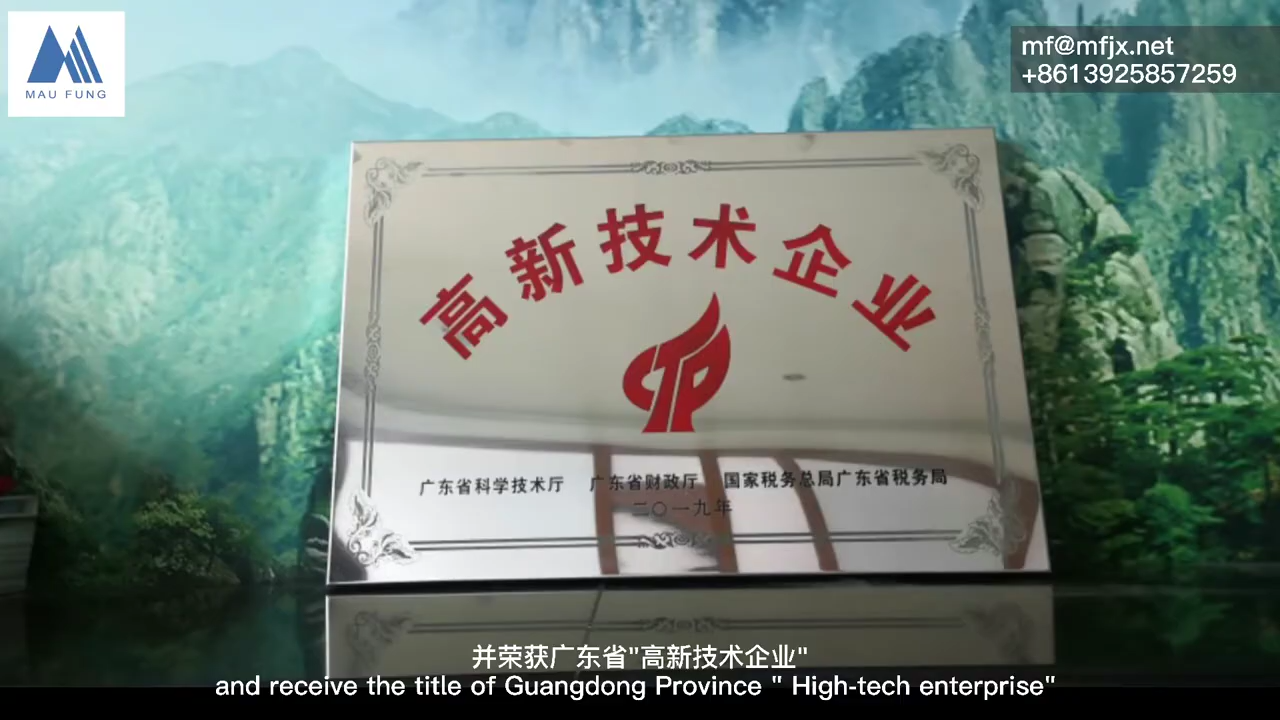 MAU FUNG
mf@mfjx.net
+8613925857259
高新技术企业
广东省科学技术厅 广东省财政厅 国家税务总局广东省税务局
二〇一九年
并荣获广东省"高新技术企业"
and receive the title of Guangdong Province " High-tech enterprise"